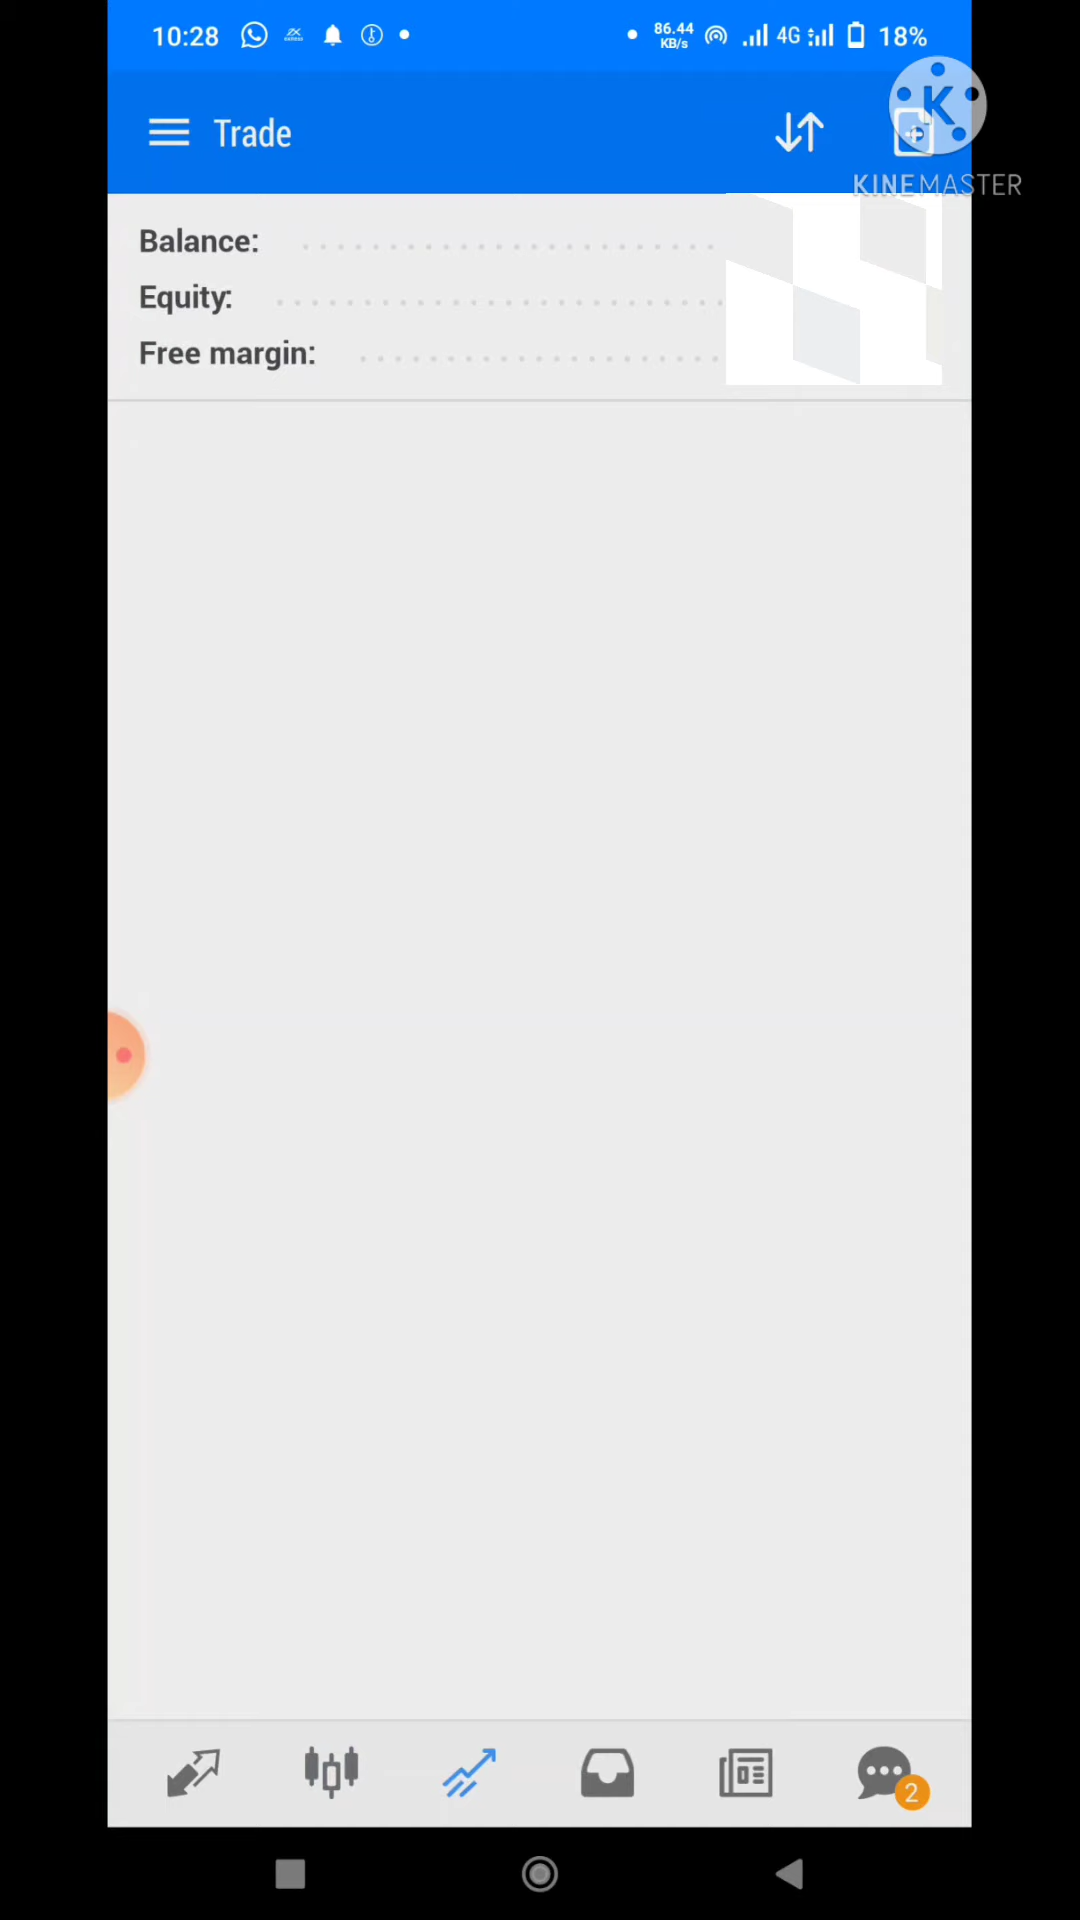 10:28
86.44
KB/s
4G
18%
Trade
K
KINEMASTER
Balance:
Equity:
Free margin:
2